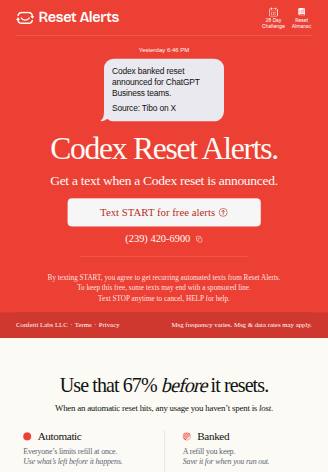 Reset Alerts
28 Day
Challenge
Reset
Almanac
Yesterday 6:46 PM
Codex banked reset
announced for ChatGPT
Business teams.
Source: Tibo on X
Codex Reset Alerts.
Get a text when a Codex reset is announced.
Text START for free alerts
(239) 420-6900
By texting START, you agree to get recurring automated texts from Reset Alerts.
To keep this free, some texts may end with a sponsored line.
Text STOP anytime to cancel, HELP for help.
Confetti Labs LLC · Terms · Privacy
Msg frequency varies. Msg & data rates may apply.
Use that 67% before it resets.
When an automatic reset hits, any usage you haven't spent is lost.
Automatic
Everyone's limits refill at once.
Use what's left before it happens.
Banked
A refill you keep.
Save it for when you run out.